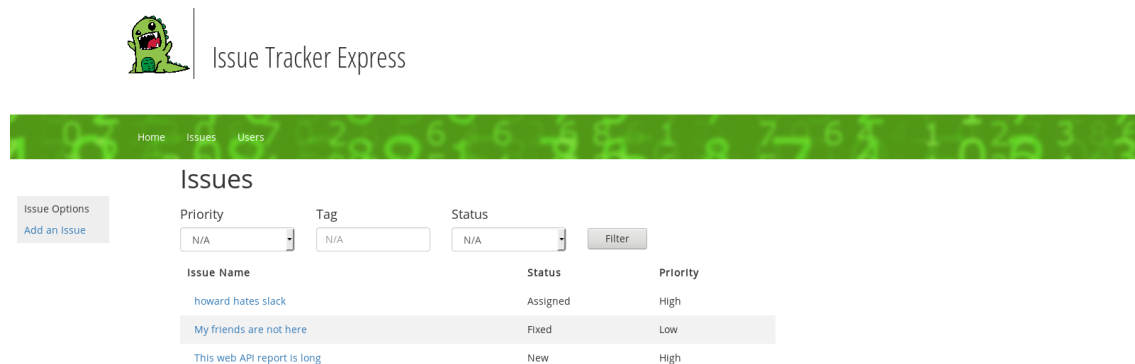 Issue Tracker Express
Home Issues Users
Issues
Issue Options
Add an Issue
Priority Tag Status
N/A N/A N/A Filter
Issue Name Status Priority
howard hates slack Assigned High
My friends are not here Fixed Low
This web API report is long New High